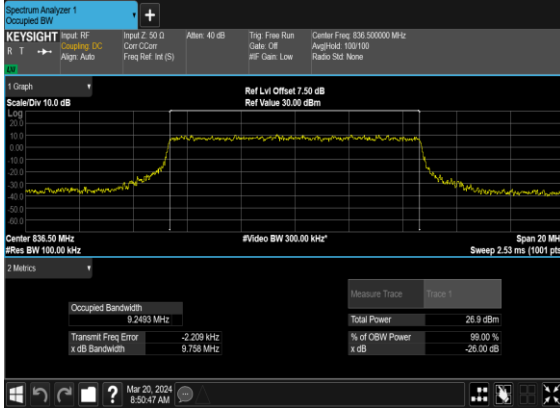 Spectrum Analyzer 1
Occupied BW
KEYSIGHT Input: RF Input Z: 50 Ω Atten: 40 dB Trig: Free Run Center Freq: 836.500000 MHz
R T Coupling: DC Corr CCorr Gate: Off Avg|Hold: 100/100
Align: Auto Freq Ref: Int (S) #IF Gain: Low Radio Std: None
LXI
1 Graph Ref Lvl Offset 7.50 dB
Scale/Div 10.0 dB Ref Value 30.00 dBm
Log
20.0
10.0
0.00
-10.0
-20.0
-30.0
-40.0
-50.0
-60.0
Center 836.50 MHz #Video BW 300.00 kHz* Span 20 MH
#Res BW 100.00 kHz Sweep 2.53 ms (1001 pts
2 Metrics
Measure Trace Trace 1
Occupied Bandwidth
9.2493 MHz Total Power 26.9 dBm
Transmit Freq Error -2.209 kHz % of OBW Power 99.00 %
x dB Bandwidth 9.758 MHz x dB -26.00 dB
Mar 20, 2024
8:50:47 AM